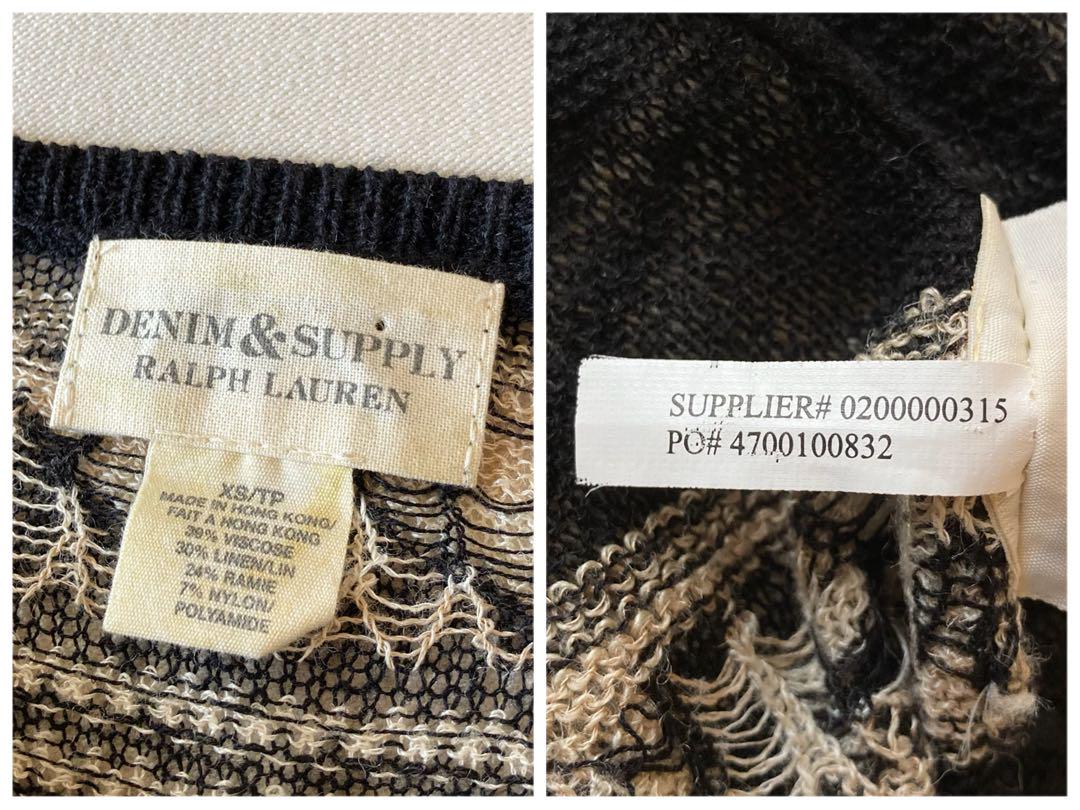 DENIM & SUPPLY
RALPH LAUREN
XS/TP
MADE IN HONG KONG/
FAIT A HONG KONG
39% VISCOSE
30% LINEN/LIN
24% RAMIE
7% NYLON/
POLYAMIDE
SUPPLIER# 0200000315
PO# 4700100832